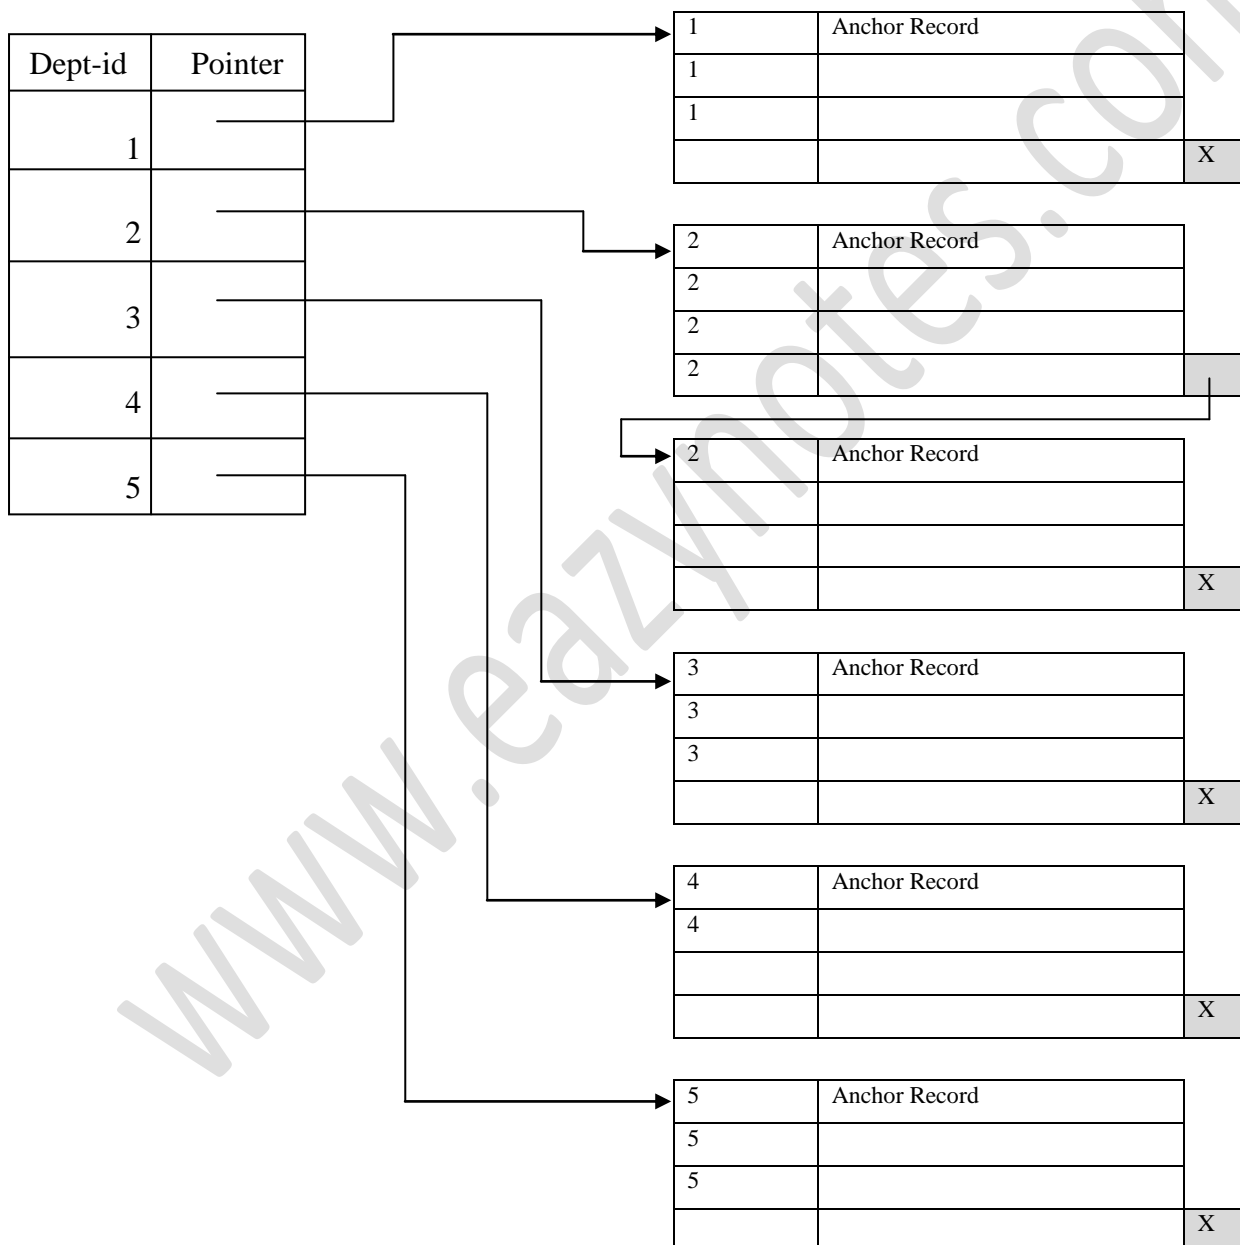 Dept-id Pointer
1
2
3
4
5
1 Anchor Record
1
1
X
2 Anchor Record
2
2
2
2 Anchor Record
X
3 Anchor Record
3
3
X
4 Anchor Record
4
X
5 Anchor Record
5
5
X
www.eazynotes.com